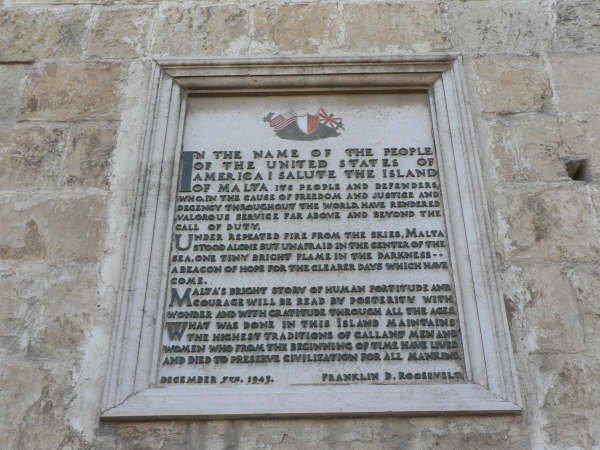 IN THE NAME OF THE PEOPLE
OF THE UNITED STATES OF
AMERICA I SALUTE THE ISLAND
OF MALTA ITS PEOPLE AND DEFENDERS,
WHO, IN THE CAUSE OF FREEDOM AND JUSTICE AND
DECENCY THROUGHOUT THE WORLD, HAVE RENDERED
VALOROUS SERVICE FAR ABOVE AND BEYOND THE
CALL OF DUTY.
UNDER REPEATED FIRE FROM THE SKIES, MALTA
STOOD ALONE BUT UNAFRAID IN THE CENTER OF THE
SEA, ONE TINY BRIGHT FLAME IN THE DARKNESS--
A BEACON OF HOPE FOR THE CLEARER DAYS WHICH HAVE
COME.
MALTA'S BRIGHT STORY OF HUMAN FORTITUDE AND
COURAGE WILL BE READ BY POSTERITY WITH
WONDER AND WITH GRATITUDE THROUGH ALL THE AGES.
WHAT WAS DONE IN THIS ISLAND MAINTAINS
THE HIGHEST TRADITIONS OF GALLANT MEN AND
WOMEN WHO FROM THE BEGINNING OF TIME HAVE LIVED
AND DIED TO PRESERVE CIVILIZATION FOR ALL MANKIND.
DECEMBER 7TH. 1943. FRANKLIN D. ROOSEVELT